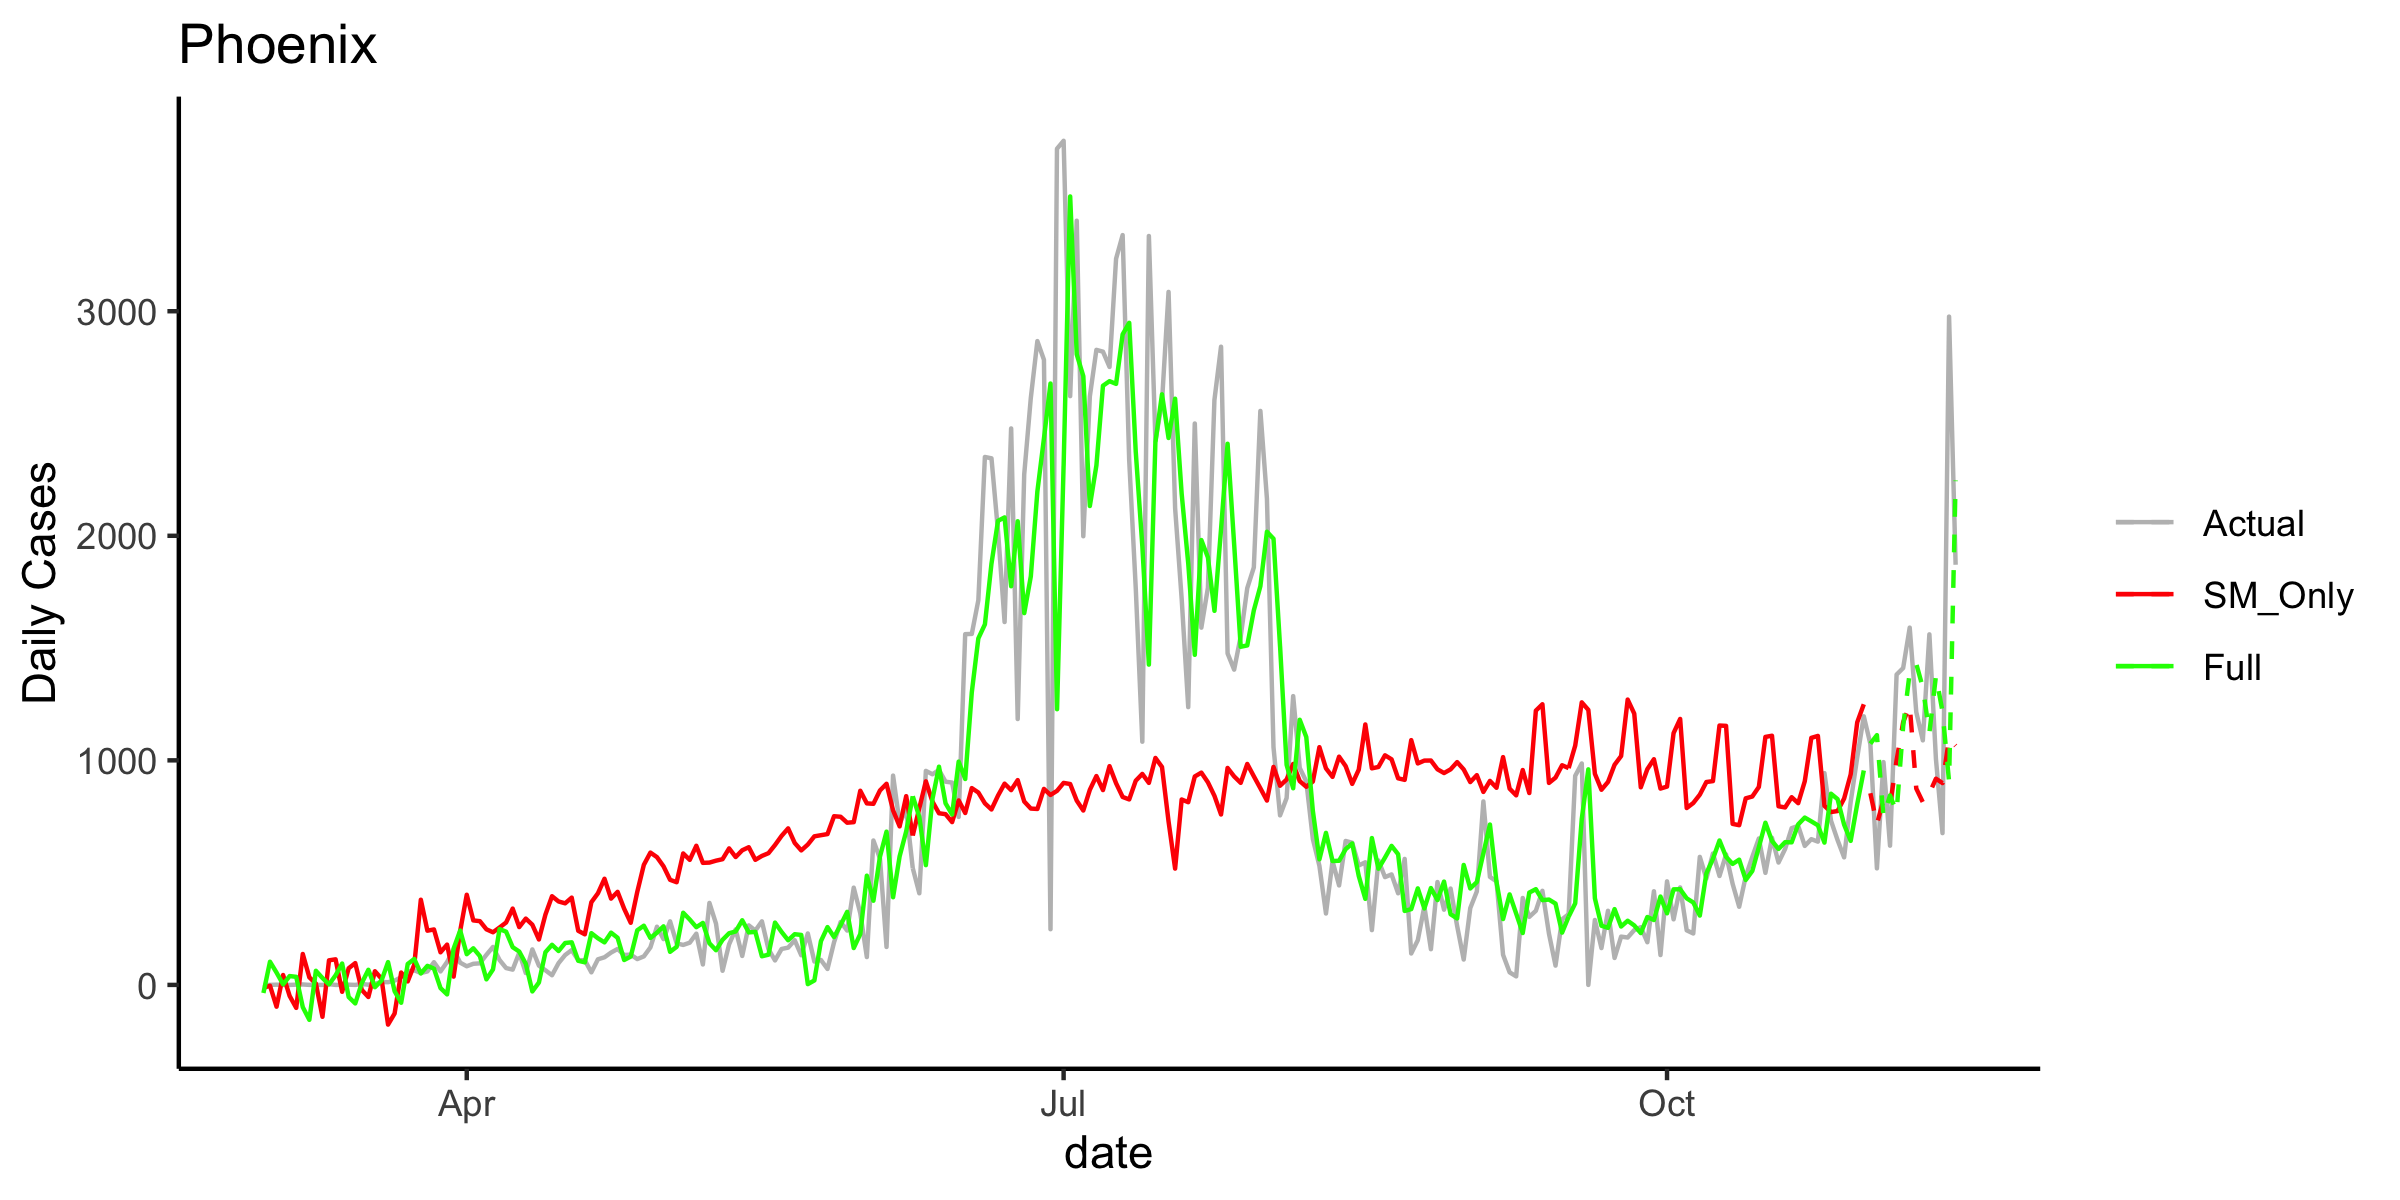 Phoenix
Daily Cases
3000
2000
1000
0
Apr
Jul
Oct
date
Actual
SM_Only
Full